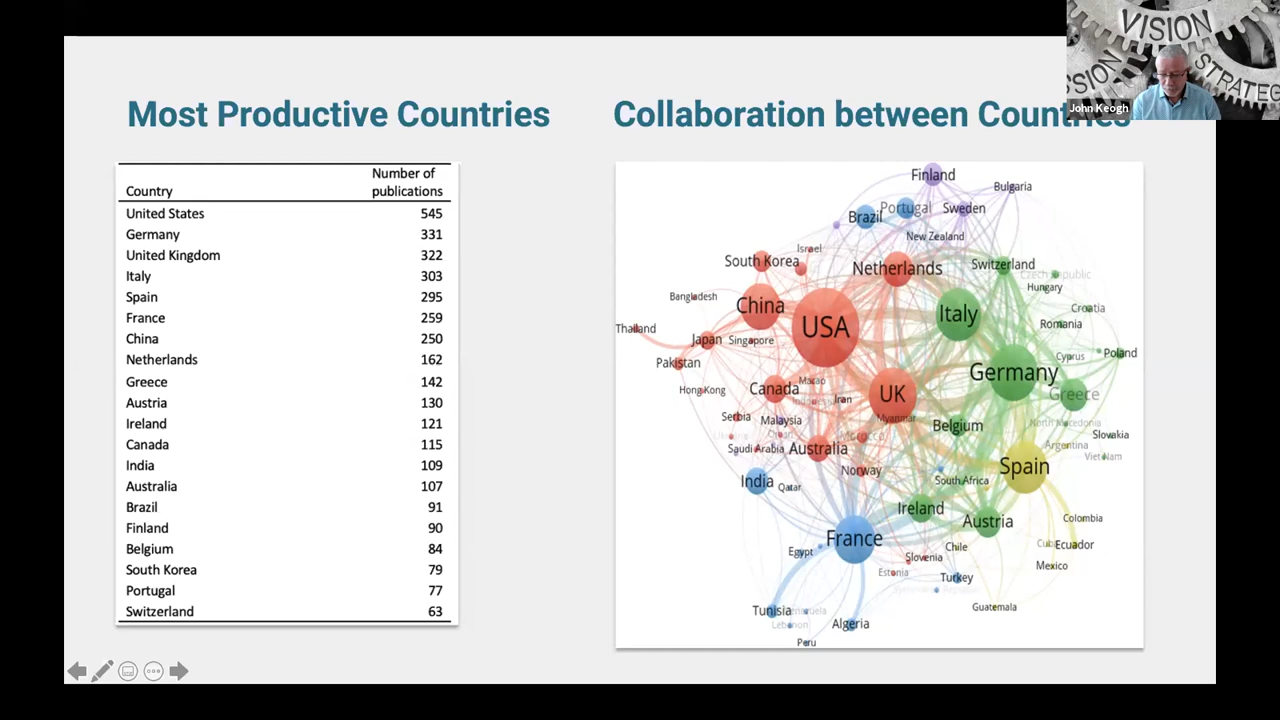 VISION
STRATEG
John Keogh
Most Productive Countries
Collaboration between Countries
Country
Number of
publications
United States 545
Germany 331
United Kingdom 322
Italy 303
Spain 295
France 259
China 250
Netherlands 162
Greece 142
Austria 130
Ireland 121
Canada 115
India 109
Australia 107
Brazil 91
Finland 90
Belgium 84
South Korea 79
Portugal 77
Switzerland 63
Finland
Bulgaria
Brazil
Portugal
Sweden
New Zealand
Israel
South Korea
Netherlands
Switzerland
Czech Republic
Hungary
Bangladesh
China
USA
Italy
Croatia
Romania
Thailand
Japan
Singapore
Cyprus
Poland
Pakistan
Germany
Hong Kong
Canada
Macao
Iran
UK
Greece
Serbia
Malaysia
Myanmar
Belgium
North Macedonia
Slovakia
Saudi Arabia
Australia
Morocco
Argentina
Viet Nam
Norway
Spain
India
Qatar
South Africa
Ireland
Austria
Colombia
France
Egypt
Chile
Slovenia
Ecuador
Mexico
Estonia
Turkey
Guatemala
Tunisia
Lebanon
Algeria
Peru